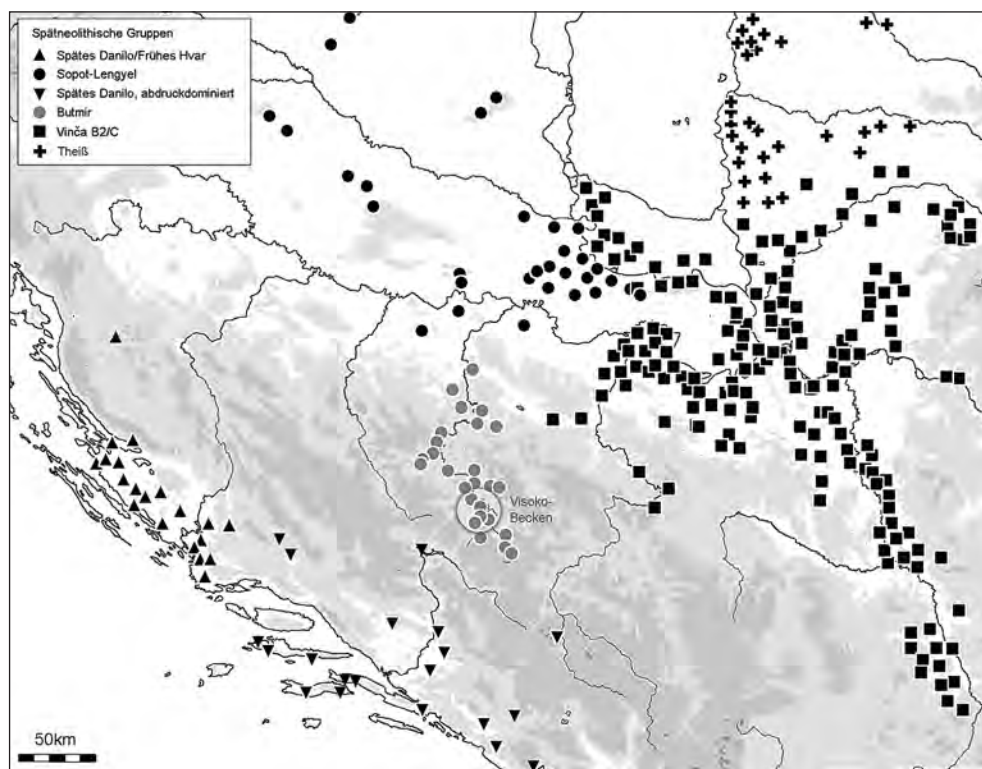 Spätneolithische Gruppen
Spätes Danilo/Frühes Hvar
Sopot-Lengyel
Spätes Danilo, abdruckdominiert
Butmir
Vinča B2/C
Theiß
Visoko-
Becken
50km